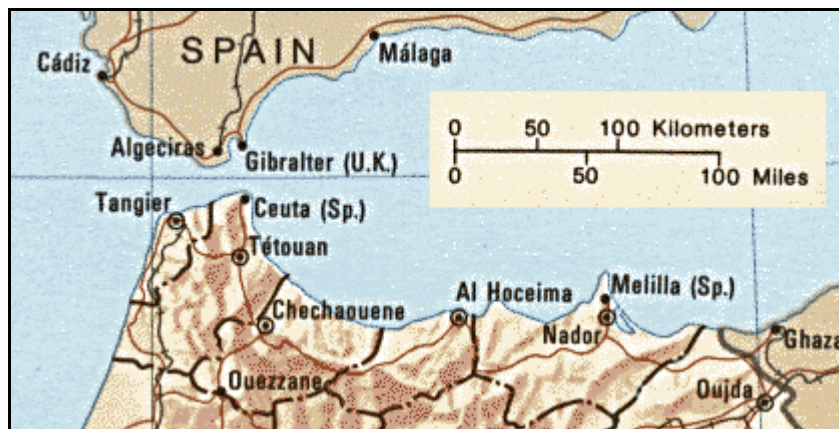 SPAIN
Málaga
Cádiz
0 50 100 Kilometers
0 50 100 Miles
Algeciras
Gibralter (U.K.)
Tangier
Ceuta (Sp.)
Tétouan
Chechaouene
Al Hoceima
Melilla (Sp.)
Nador
Ghaza
Ouezzane
Oujda